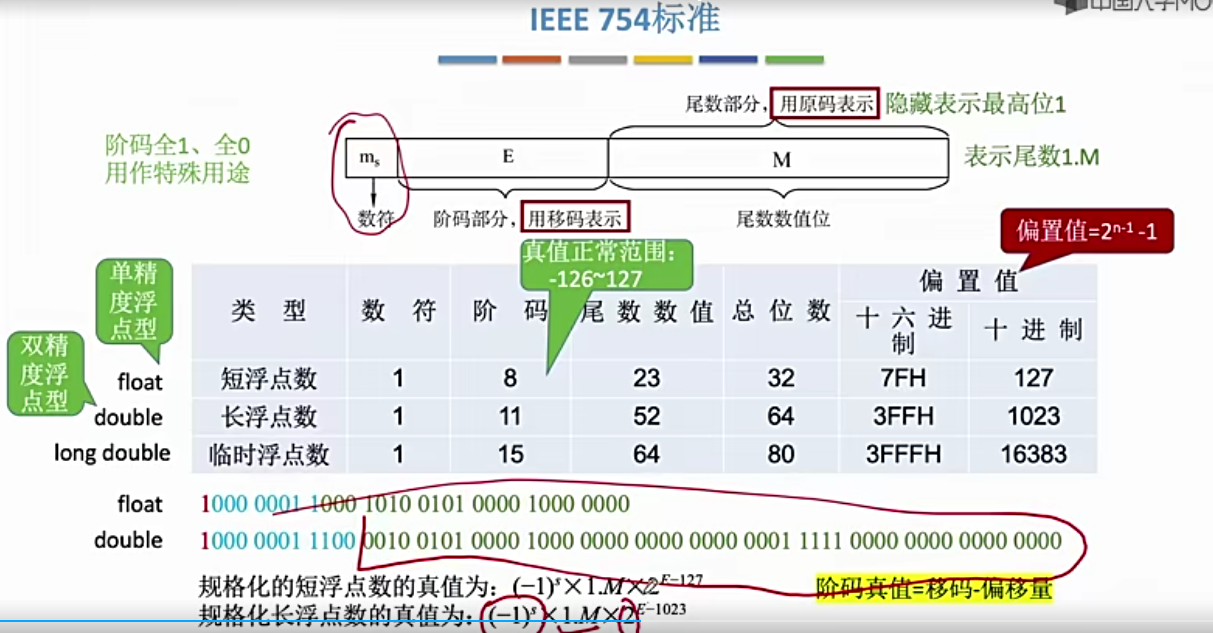 中国大学MO
IEEE 754标准
尾数部分，用原码表示 隐藏表示最高位1
阶码全1、全0
用作特殊用途
mₛ E M
表示尾数1.M
数符 阶码部分，用移码表示 尾数数值位
偏置值=2ⁿ⁻¹ -1
真值正常范围：
-126~127
单精
度浮
点型
双精
度浮
点型
类型 数符 阶码 尾数数值 总位数 偏置值
十六进制 十进制
float 短浮点数 1 8 23 32 7FH 127
double 长浮点数 1 11 52 64 3FFH 1023
long double 临时浮点数 1 15 64 80 3FFFH 16383
float 1000 0001 1000 1010 0101 0000 1000 0000
double 1000 0001 1100 0010 0101 0000 1000 0000 0000 0000 0001 1111 0000 0000 0000 0000
规格化的短浮点数的真值为：(−1)ˢ×1.M×2ᴱ⁻¹²⁷
阶码真值=移码-偏移量
规格化长浮点数的真值为：(−1)ˢ×1.M×2ᴱ⁻¹⁰²³